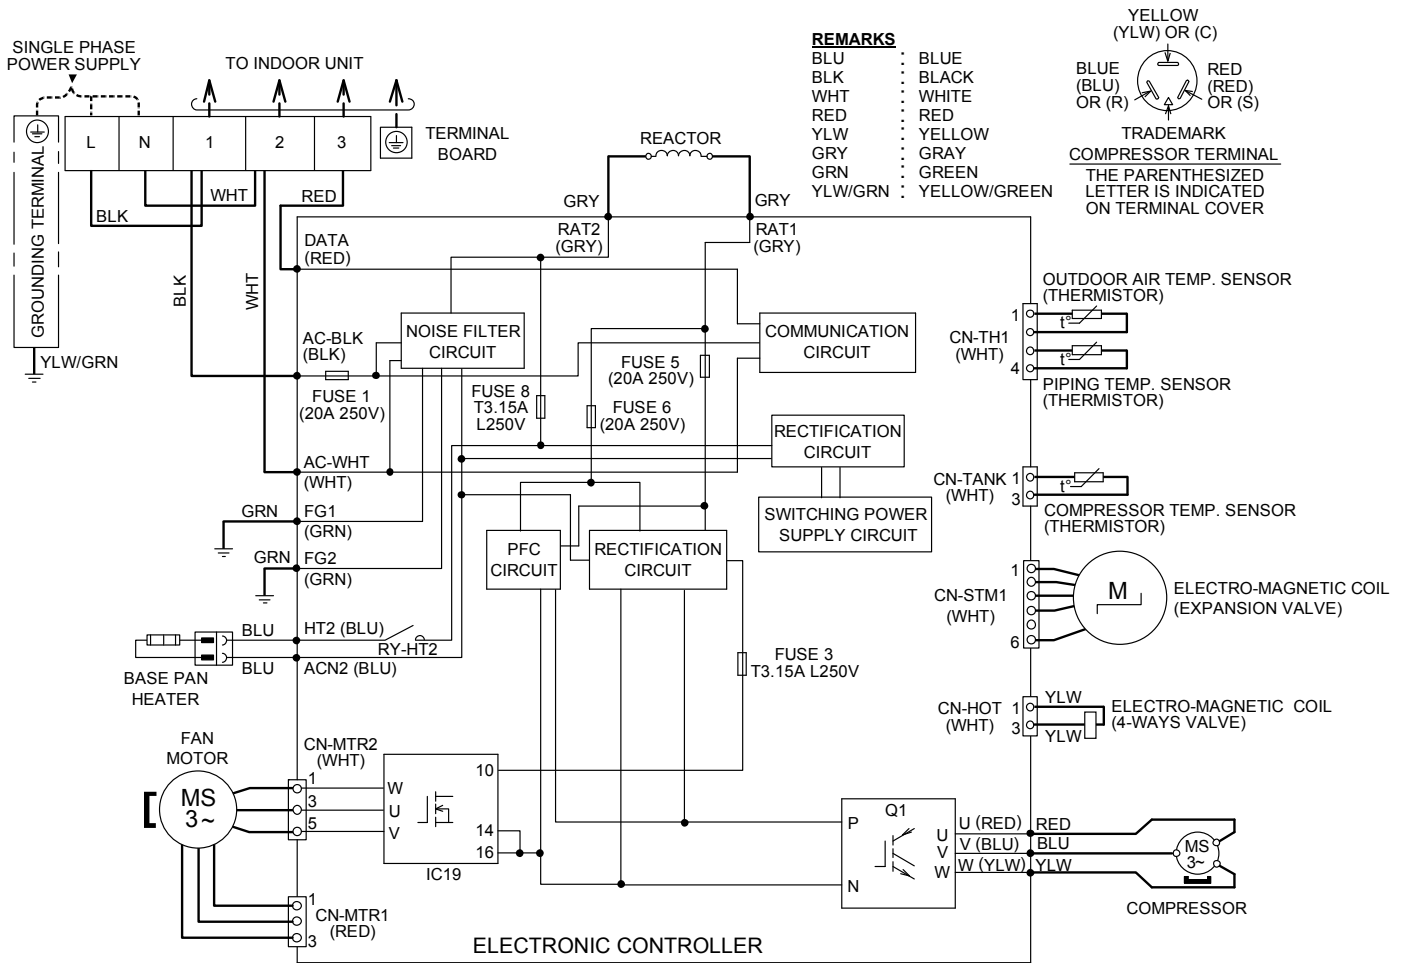 SINGLE PHASE
POWER SUPPLY
TO INDOOR UNIT
L
N
1
2
3
TERMINAL
BOARD
GROUNDING TERMINAL
YLW/GRN
BLK
WHT
RED
BLK
WHT
REACTOR
GRY
GRY
RAT2
(GRY)
RAT1
(GRY)
REMARKS
BLU : BLUE
BLK : BLACK
WHT : WHITE
RED : RED
YLW : YELLOW
GRY : GRAY
GRN : GREEN
YLW/GRN : YELLOW/GREEN
YELLOW
(YLW) OR (C)
BLUE
(BLU)
OR (R)
RED
(RED)
OR (S)
TRADEMARK
COMPRESSOR TERMINAL
THE PARENTHESIZED
LETTER IS INDICATED
ON TERMINAL COVER
DATA
(RED)
AC-BLK
(BLK)
FUSE 1
(20A 250V)
NOISE FILTER
CIRCUIT
FUSE 8
T3.15A
L250V
FUSE 5
(20A 250V)
FUSE 6
(20A 250V)
COMMUNICATION
CIRCUIT
RECTIFICATION
CIRCUIT
SWITCHING POWER
SUPPLY CIRCUIT
AC-WHT
(WHT)
GRN
FG1
(GRN)
GRN
FG2
(GRN)
PFC
CIRCUIT
RECTIFICATION
CIRCUIT
BLU
HT2 (BLU)
RY-HT2
BLU
ACN2 (BLU)
BASE PAN
HEATER
FUSE 3
T3.15A L250V
OUTDOOR AIR TEMP. SENSOR
(THERMISTOR)
1
t°
CN-TH1
(WHT)
t°
4
PIPING TEMP. SENSOR
(THERMISTOR)
CN-TANK
(WHT)
1
3
t°
COMPRESSOR TEMP. SENSOR
(THERMISTOR)
1
CN-STM1
(WHT)
6
M
ELECTRO-MAGNETIC COIL
(EXPANSION VALVE)
CN-HOT
(WHT)
1
3
YLW
YLW
ELECTRO-MAGNETIC COIL
(4-WAYS VALVE)
FAN
MOTOR
MS
3~
CN-MTR2
(WHT)
1
3
5
W
U
V
10
14
16
IC19
CN-MTR1
(RED)
1
3
P
N
Q1
U
V
W
U (RED)
V (BLU)
W (YLW)
RED
BLU
YLW
MS
3~
COMPRESSOR
ELECTRONIC CONTROLLER